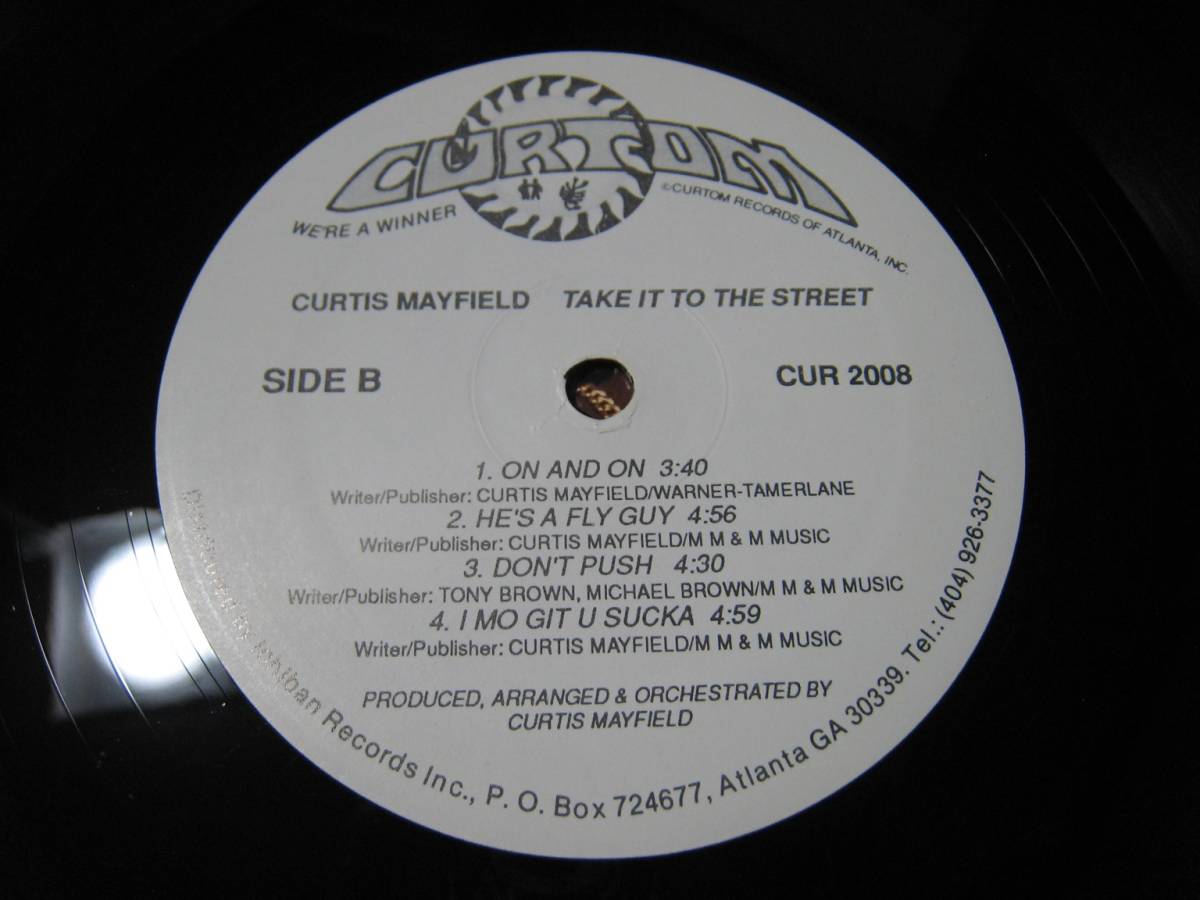 CURTOM
WE'RE A WINNER
©CURTOM RECORDS OF ATLANTA, INC.
CURTIS MAYFIELD TAKE IT TO THE STREET
SIDE B
CUR 2008
1. ON AND ON 3:40
Writer/Publisher: CURTIS MAYFIELD/WARNER-TAMERLANE
2. HE'S A FLY GUY 4:56
Writer/Publisher: CURTIS MAYFIELD/M M & M MUSIC
3. DON'T PUSH 4:30
Writer/Publisher: TONY BROWN, MICHAEL BROWN/M M & M MUSIC
4. I MO GIT U SUCKA 4:59
Writer/Publisher: CURTIS MAYFIELD/M M & M MUSIC
PRODUCED, ARRANGED & ORCHESTRATED BY
CURTIS MAYFIELD
Distributed by Ichiban Records Inc., P. O. Box 724677, Atlanta GA 30339. Tel.: (404) 926-3377